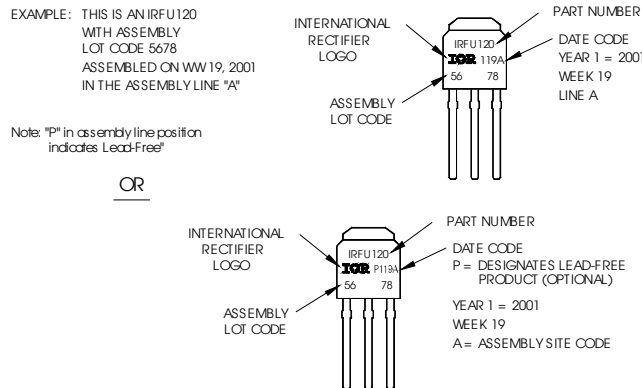 EXAMPLE: THIS IS AN IRFU120
WITH ASSEMBLY
LOT CODE 5678
ASSEMBLED ON WW 19, 2001
IN THE ASSEMBLY LINE "A"
Note: "P" in assembly line position
indicates Lead-Free"
INTERNATIONAL
RECTIFIER
LOGO
ASSEMBLY
LOT CODE
IRFU120
IOR 119A
56 78
PART NUMBER
DATE CODE
YEAR 1 = 2001
WEEK 19
LINE A
OR
INTERNATIONAL
RECTIFIER
LOGO
ASSEMBLY
LOT CODE
IRFU120
IOR P119A
56 78
PART NUMBER
DATE CODE
P = DESIGNATES LEAD-FREE
PRODUCT (OPTIONAL)
YEAR 1 = 2001
WEEK 19
A = ASSEMBLY SITE CODE